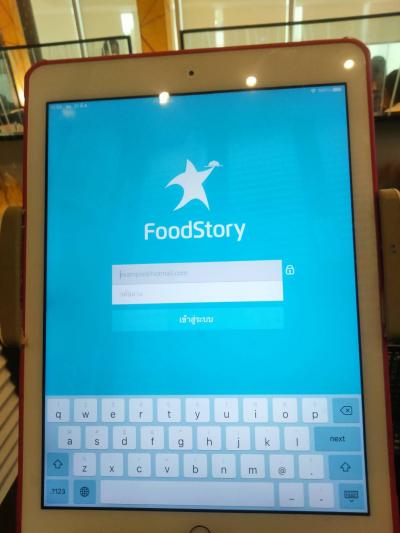 FoodStory
example@hotmail.com
รหัสผ่าน
เข้าสู่ระบบ
q w e r t y u i o p
a s d f g h j k l next
z x c v b n m @ .
.?123 _ -